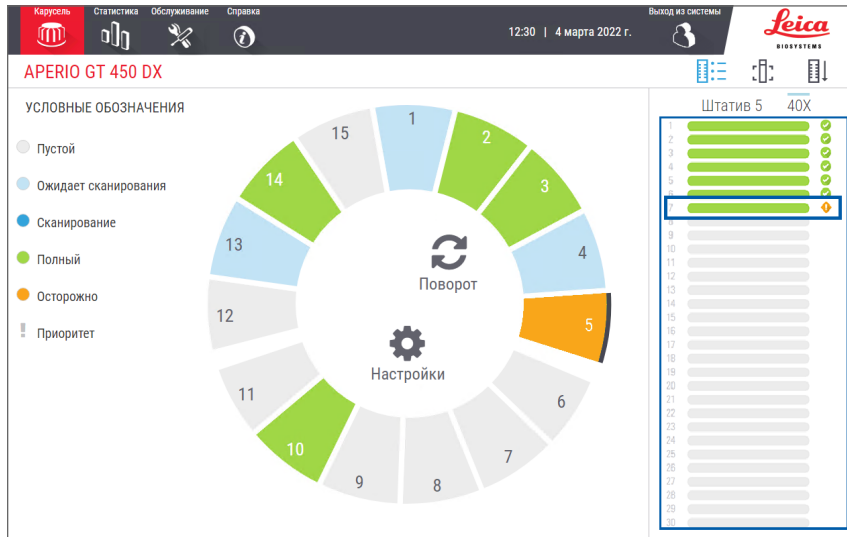 Карусель
Статистика
Обслуживание
Справка
12:30 | 4 марта 2022 г.
Выход из системы
Leica
BIOSYSTEMS
APERIO GT 450 DX
УСЛОВНЫЕ ОБОЗНАЧЕНИЯ
Пустой
Ожидает сканирования
Сканирование
Полный
Осторожно
! Приоритет
1
2
3
4
5
6
7
8
9
10
11
12
13
14
15
Поворот
Настройки
Штатив 5 40X
1
2
3
4
5
6
7
8
9
10
11
12
13
14
15
16
17
18
19
20
21
22
23
24
25
26
27
28
29
30